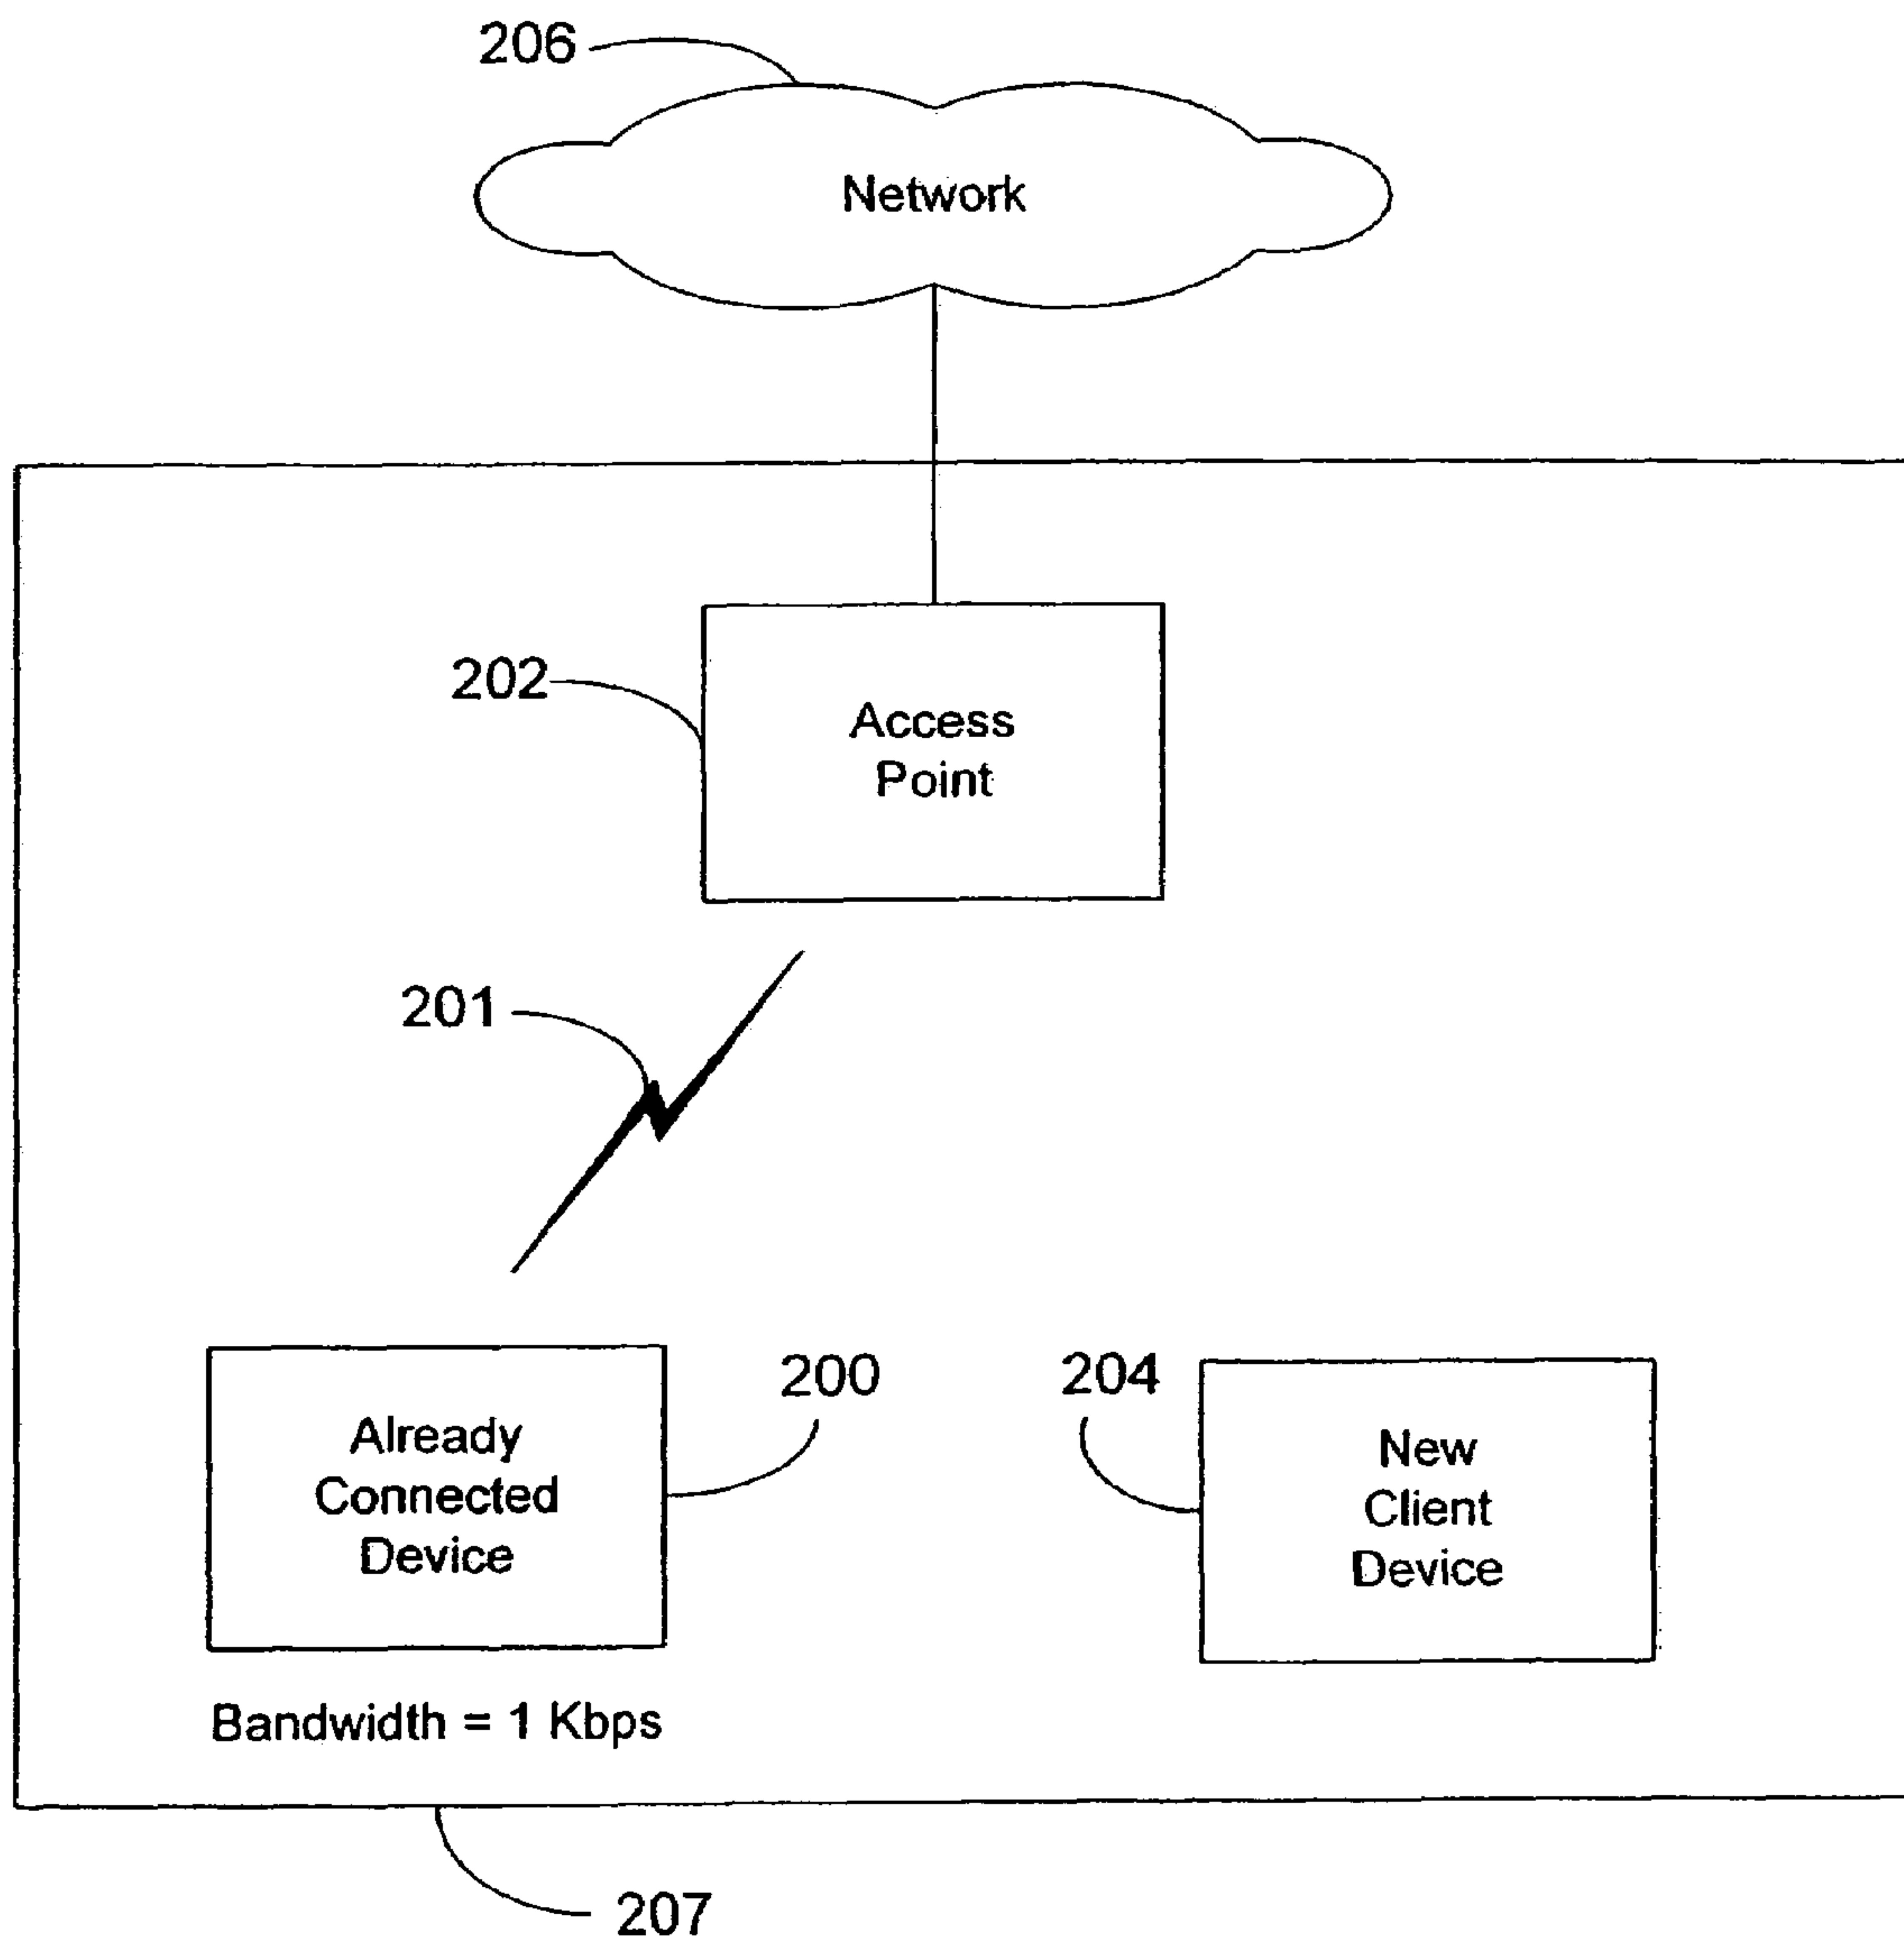 206
Network
202
Access
Point
201
200
204
Already
Connected
Device
New
Client
Device
Bandwidth = 1 Kbps
207